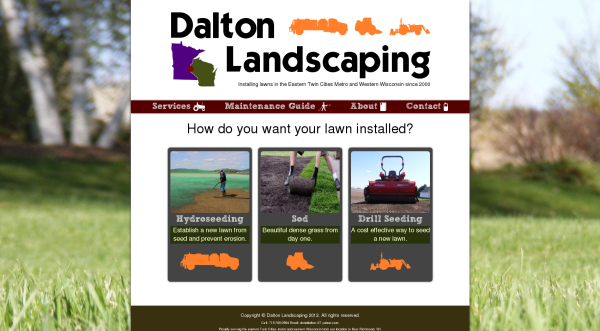 Dalton
Landscaping
Installing lawns in the Eastern Twin Cities Metro and Western Wisconsin since 2000
Services Maintenance Guide About Contact
How do you want your lawn installed?
Hydroseeding
Establish a new lawn from
seed and prevent erosion.
Sod
Beautiful dense grass from
day one.
Drill Seeding
A cost effective way to seed
a new lawn.
Copyright © Dalton Landscaping 2012. All rights reserved.